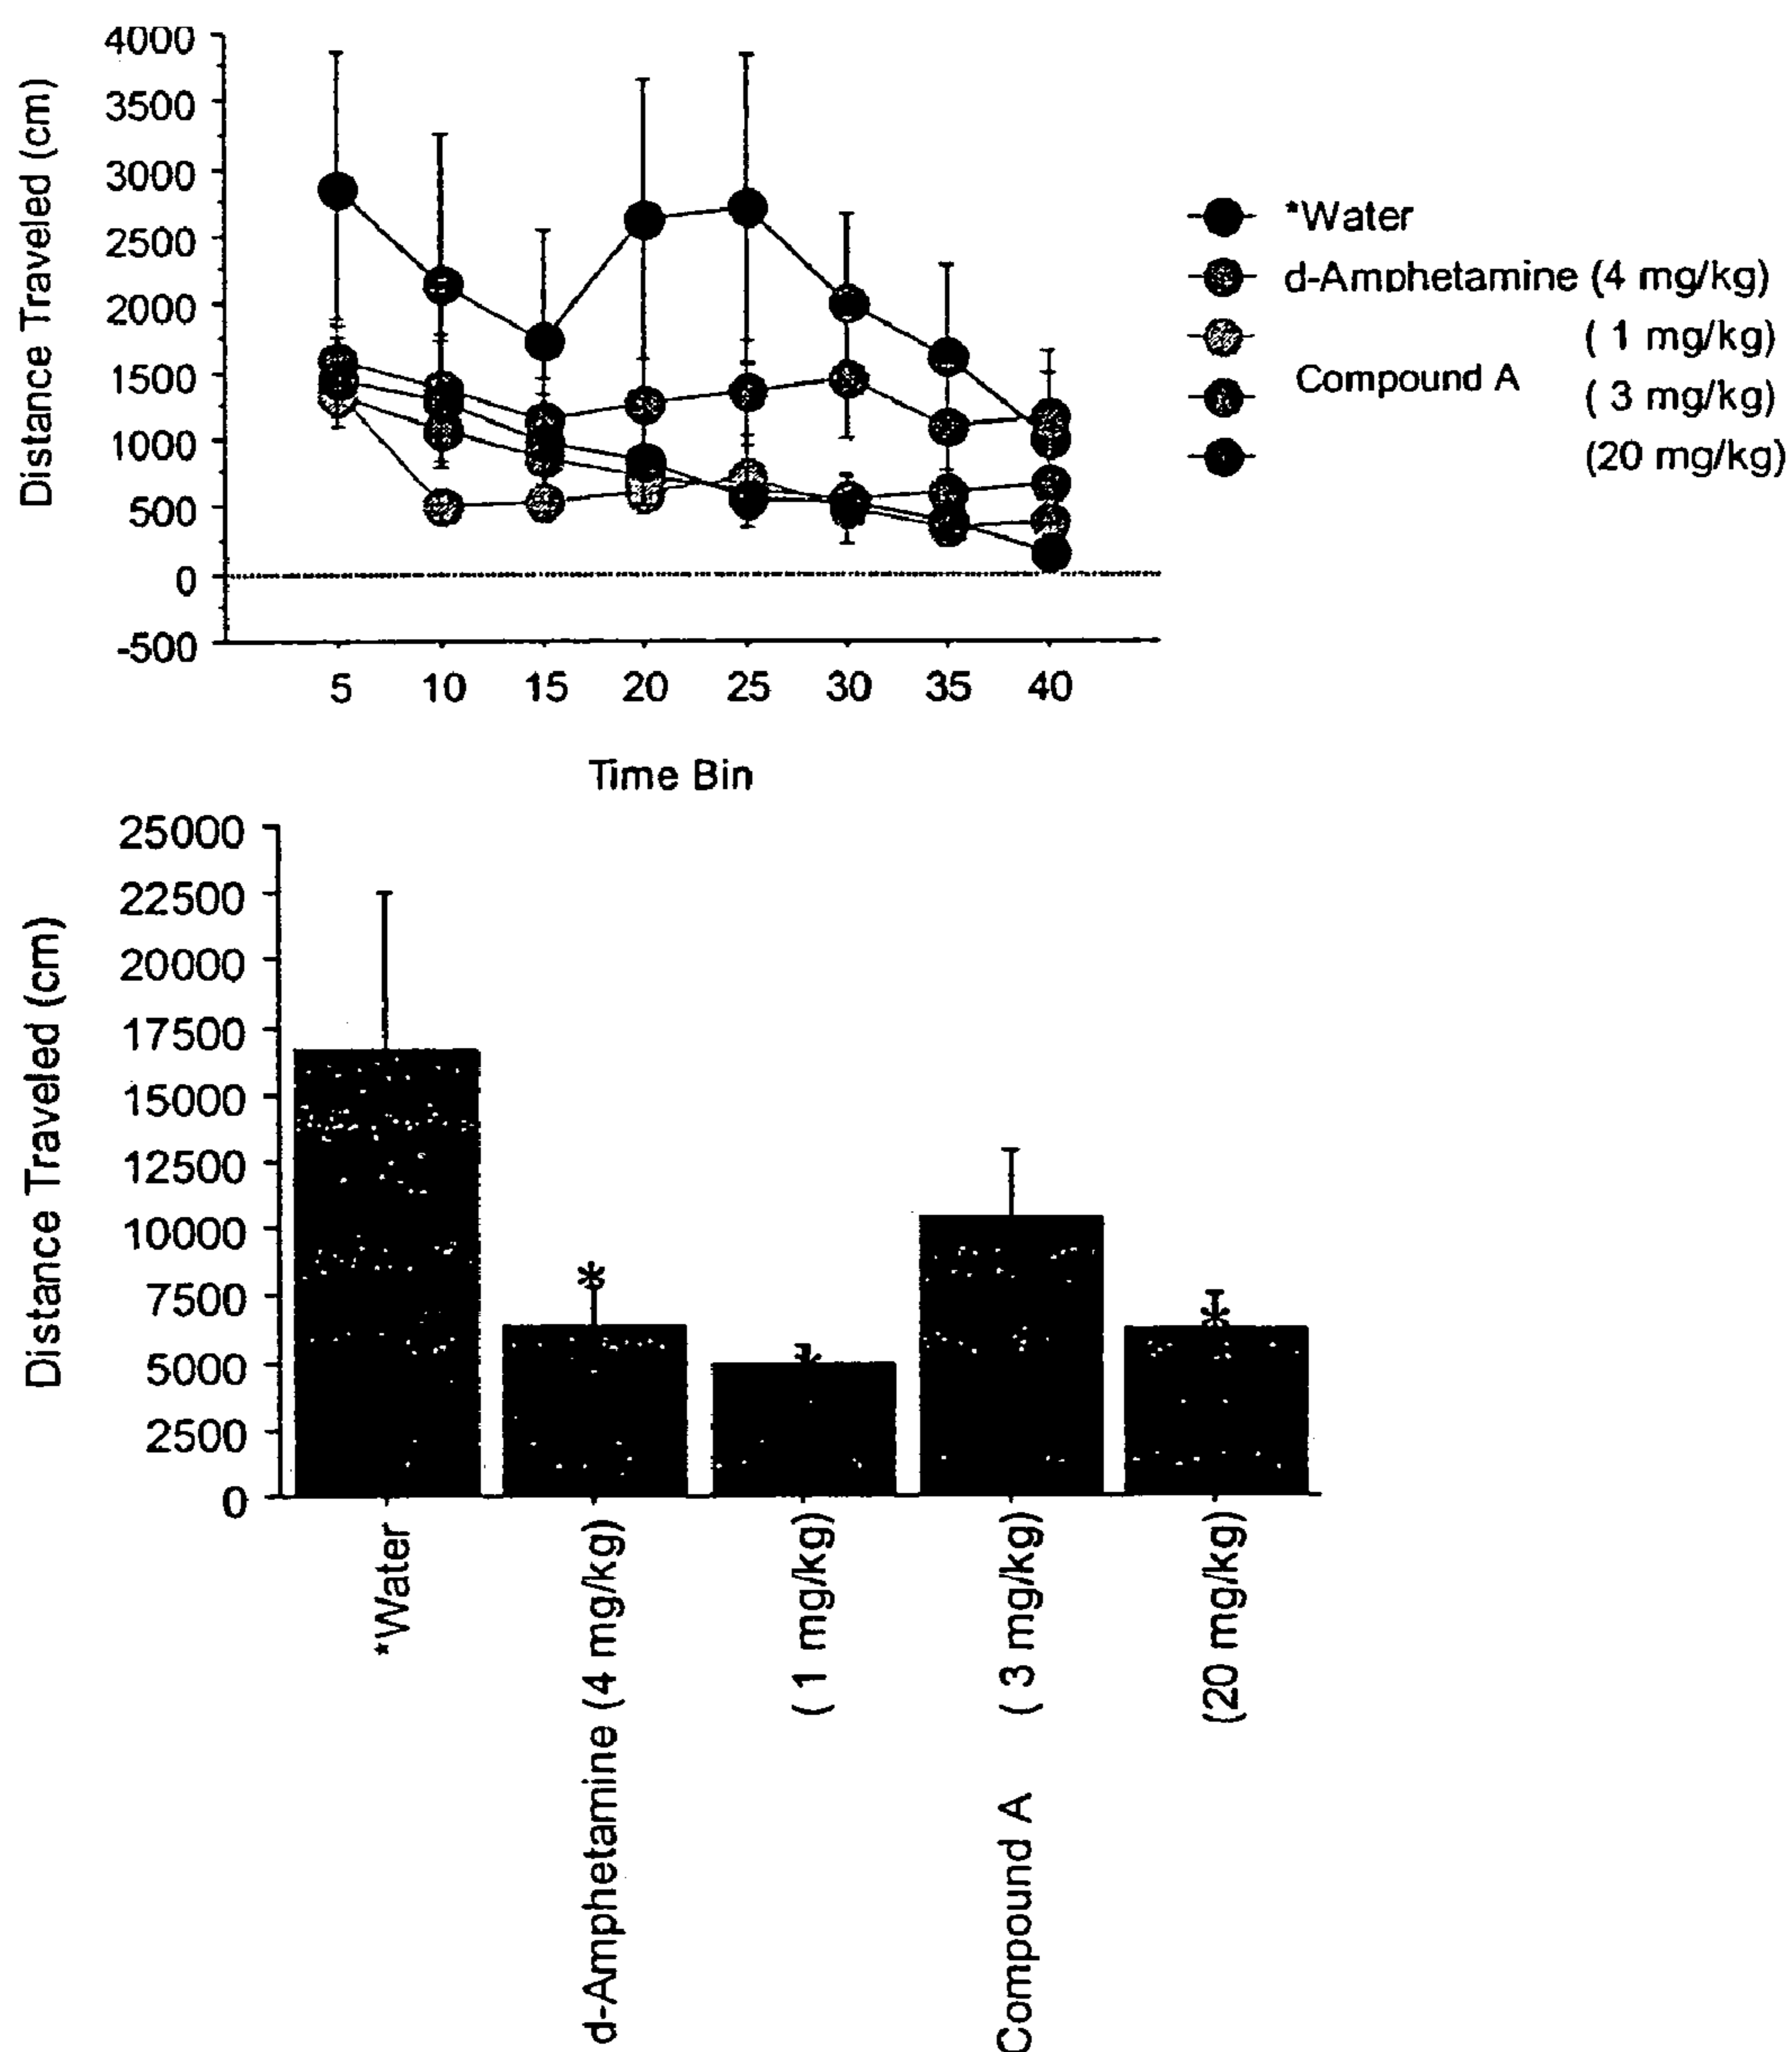 Distance Traveled (cm)
4000
3500
3000
2500
2000
1500
1000
500
0
-500
5 10 15 20 25 30 35 40
Time Bin
*Water
d-Amphetamine (4 mg/kg)
( 1 mg/kg)
Compound A
( 3 mg/kg)
(20 mg/kg)
Distance Traveled (cm)
25000
22500
20000
17500
15000
12500
10000
7500
5000
2500
0
*
*
*
*Water
d-Amphetamine (4 mg/kg)
( 1 mg/kg)
Compound A ( 3 mg/kg)
(20 mg/kg)